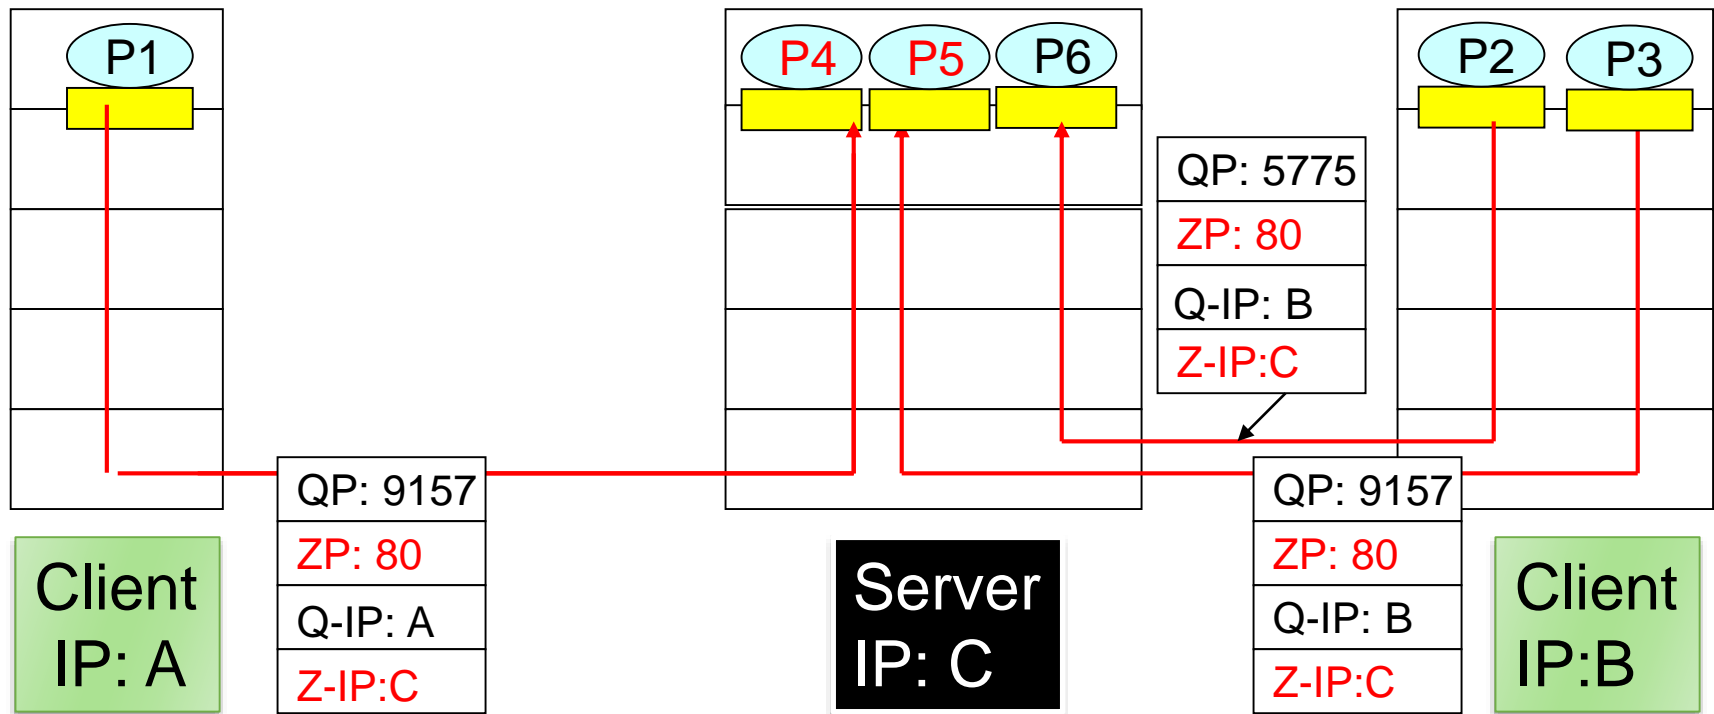 P1
P4
P5
P6
P2
P3
QP: 5775
ZP: 80
Q-IP: B
Z-IP:C
QP: 9157
ZP: 80
Q-IP: A
Z-IP:C
QP: 9157
ZP: 80
Q-IP: B
Z-IP:C
Client
IP: A
Server
IP: C
Client
IP:B